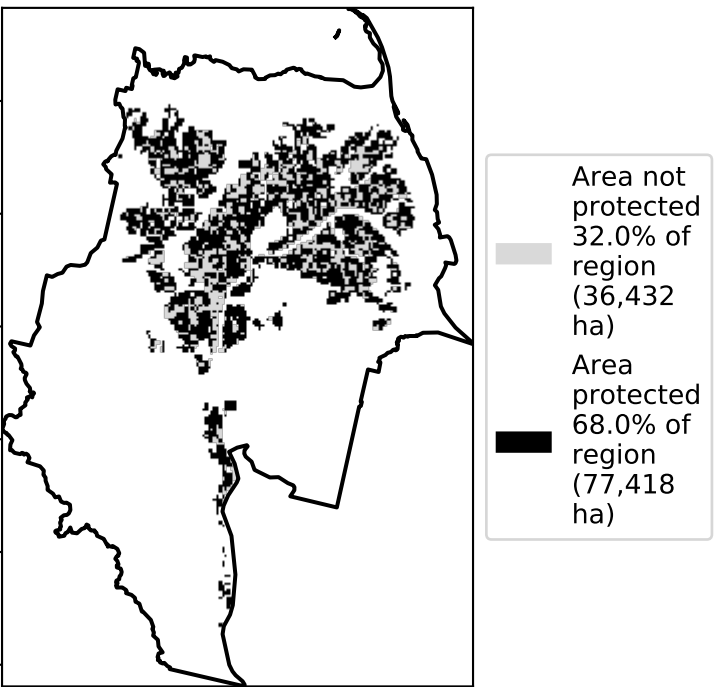 Area not
protected
32.0% of
region
(36,432
ha)
Area
protected
68.0% of
region
(77,418
ha)